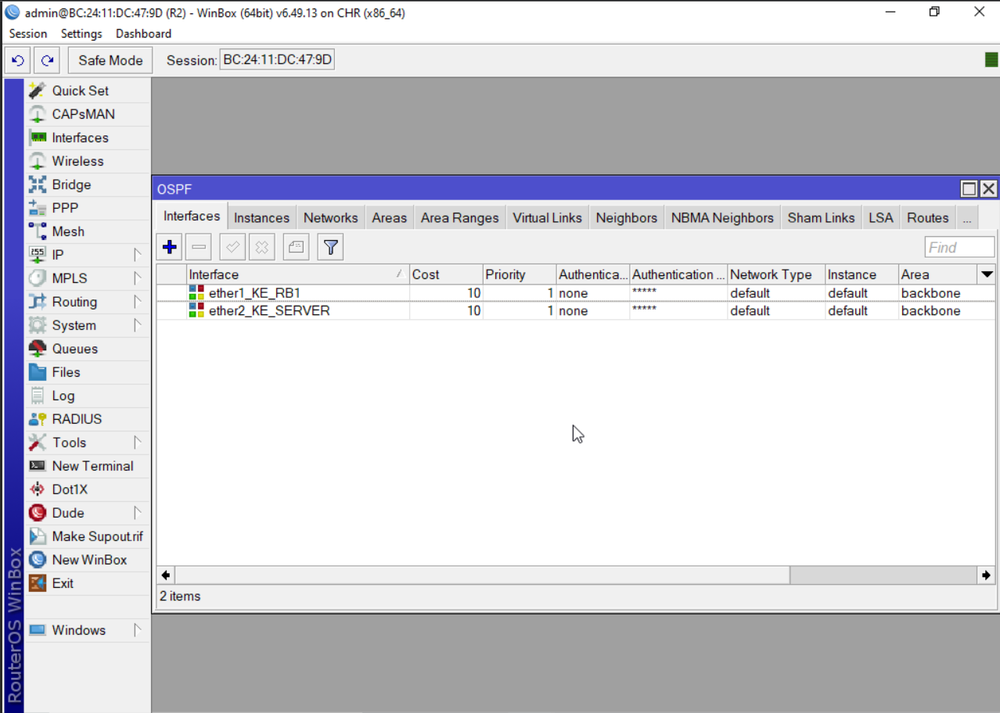 admin@BC:24:11:DC:47:9D (R2) - WinBox (64bit) v6.49.13 on CHR (x86_64)
Session Settings Dashboard
Safe Mode Session: BC:24:11:DC:47:9D
Quick Set
CAPsMAN
Interfaces
Wireless
Bridge
PPP
Mesh
255 IP
MPLS
Routing
System
Queues
Files
Log
RADIUS
Tools
New Terminal
Dot1X
Dude
Make Supout.rif
New WinBox
Exit
Windows
RouterOS WinBox
OSPF
Interfaces Instances Networks Areas Area Ranges Virtual Links Neighbors NBMA Neighbors Sham Links LSA Routes ...
Find
Interface Cost Priority Authentica... Authentication ... Network Type Instance Area
ether1_KE_RB1 10 1 none ***** default default backbone
ether2_KE_SERVER 10 1 none ***** default default backbone
2 items